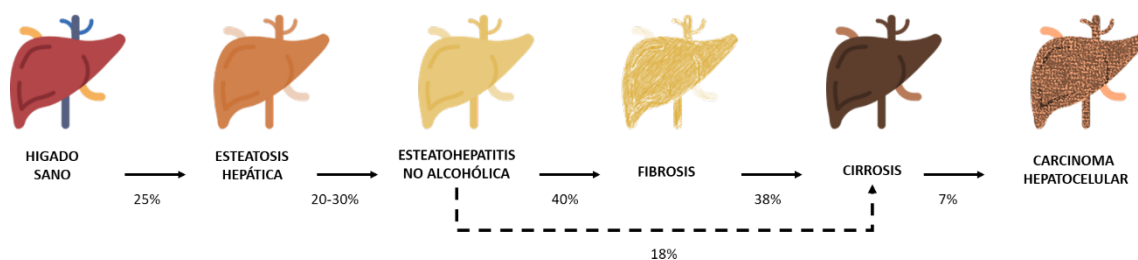 HIGADO
SANO
25%
ESTEATOSIS
HEPÁTICA
20-30%
ESTEATOHEPATITIS
NO ALCOHÓLICA
40%
FIBROSIS
38%
CIRROSIS
7%
CARCINOMA
HEPATOCELULAR
18%